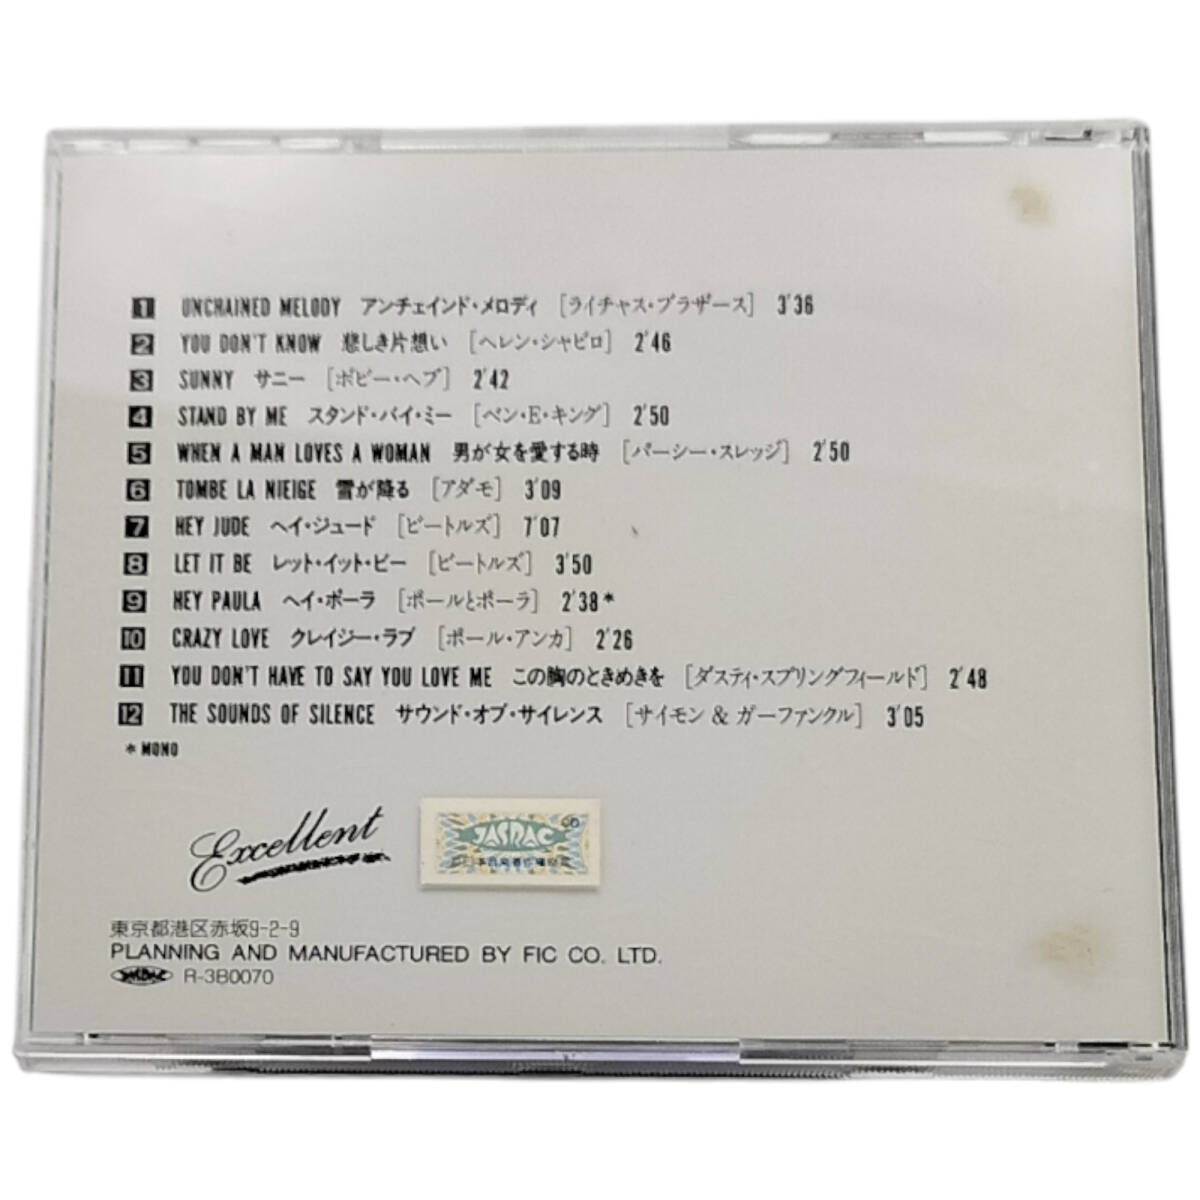 1 UNCHAINED MELODY アンチェインド・メロディ [ライチャス・ブラザース] 3'36
2 YOU DON'T KNOW 悲しき片想い [ヘレン・シャピロ] 2'46
3 SUNNY サニー [ボビー・ヘブ] 2'42
4 STAND BY ME スタンド・バイ・ミー [ベン・E・キング] 2'50
5 WHEN A MAN LOVES A WOMAN 男が女を愛する時 [パーシー・スレッジ] 2'50
6 TOMBE LA NIEIGE 雪が降る [アダモ] 3'09
7 HEY JUDE ヘイ・ジュード [ビートルズ] 7'07
8 LET IT BE レット・イット・ビー [ビートルズ] 3'50
9 HEY PAULA ヘイ・ポーラ [ポールとポーラ] 2'38*
10 CRAZY LOVE クレイジー・ラブ [ポール・アンカ] 2'26
11 YOU DON'T HAVE TO SAY YOU LOVE ME この胸のときめきを [ダスティ・スプリングフィールド] 2'48
12 THE SOUNDS OF SILENCE サウンド・オブ・サイレンス [サイモン & ガーファンクル] 3'05
* MONO
Excellent
JASRAC
東京都港区赤坂9-2-9
PLANNING AND MANUFACTURED BY FIC CO. LTD.
JASRAC R-3B0070